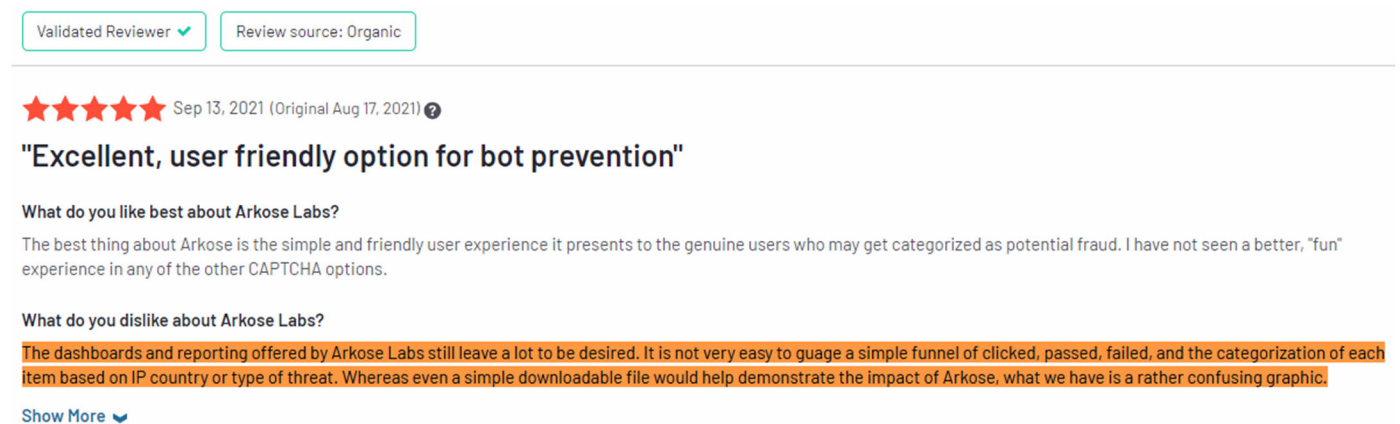 Validated Reviewer
Review source: Organic
Sep 13, 2021 (Original Aug 17, 2021) ?
"Excellent, user friendly option for bot prevention"
What do you like best about Arkose Labs?
The best thing about Arkose is the simple and friendly user experience it presents to the genuine users who may get categorized as potential fraud. I have not seen a better, "fun"
experience in any of the other CAPTCHA options.
What do you dislike about Arkose Labs?
The dashboards and reporting offered by Arkose Labs still leave a lot to be desired. It is not very easy to guage a simple funnel of clicked, passed, failed, and the categorization of each
item based on IP country or type of threat. Whereas even a simple downloadable file would help demonstrate the impact of Arkose, what we have is a rather confusing graphic.
Show More